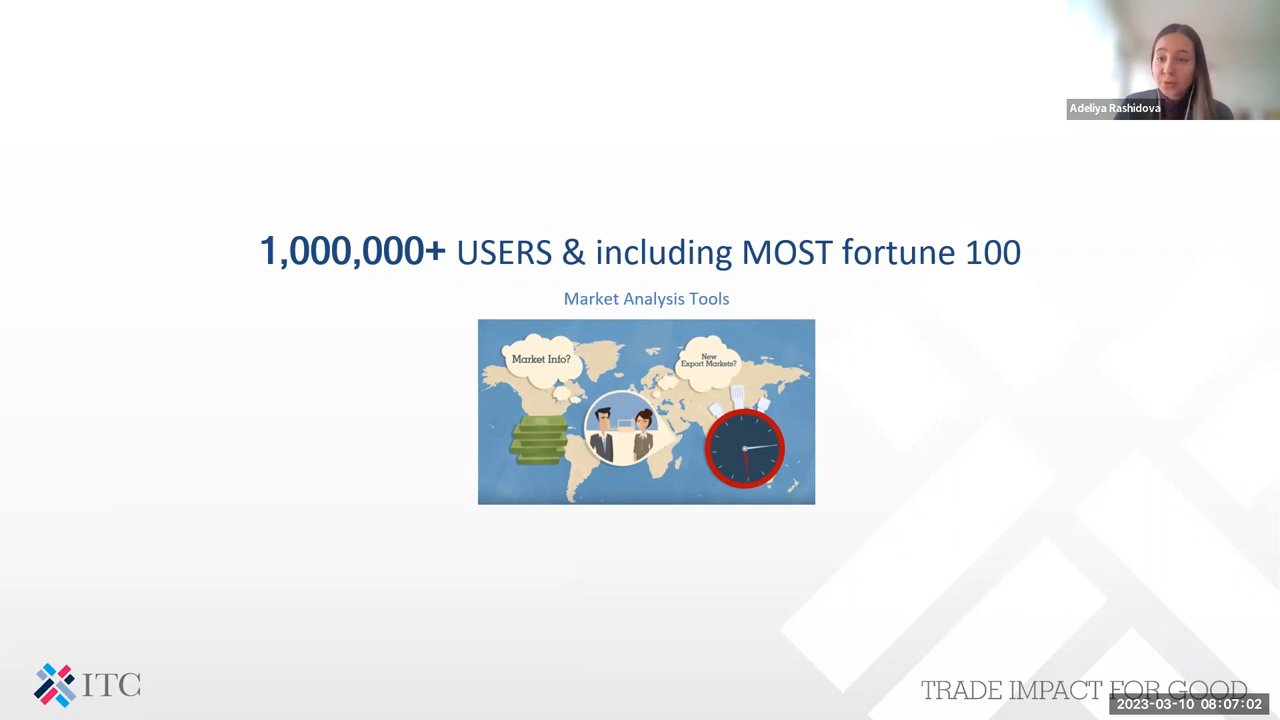 Adeliya Rashidova
1,000,000+ USERS & including MOST fortune 100
Market Analysis Tools
Market Info?
New
Export Markets?
ITC
TRADE IMPACT FOR GOOD
2023-03-10 08:07:02